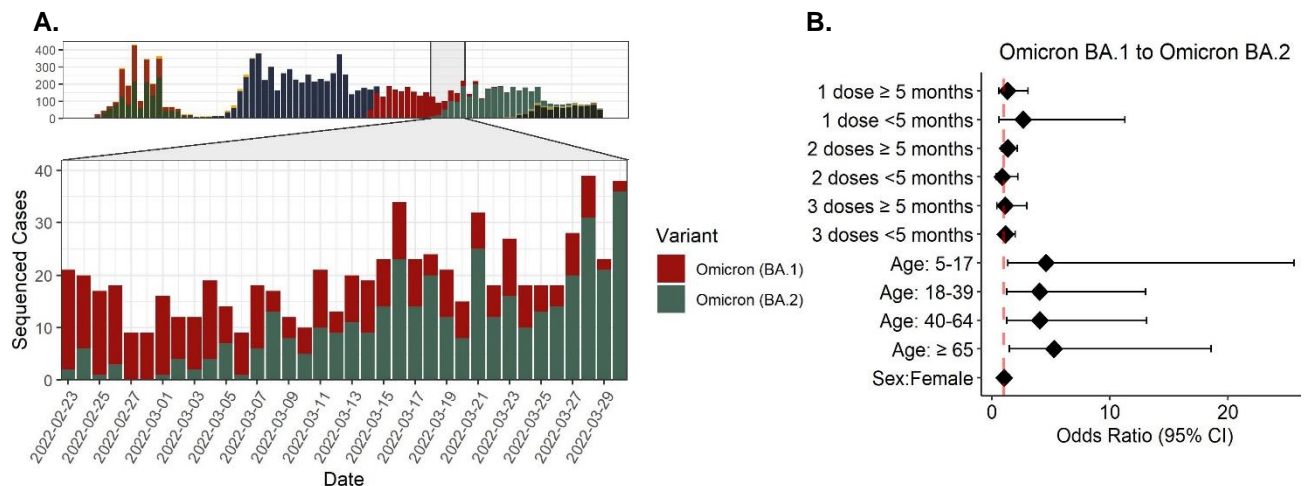 A.
400
300
200
100
0
40
30
20
10
0
Sequenced Cases
2022-02-23
2022-02-25
2022-02-27
2022-03-01
2022-03-03
2022-03-05
2022-03-07
2022-03-09
2022-03-11
2022-03-13
2022-03-15
2022-03-17
2022-03-19
2022-03-21
2022-03-23
2022-03-25
2022-03-27
2022-03-29
Date
Variant
Omicron (BA.1)
Omicron (BA.2)
B.
Omicron BA.1 to Omicron BA.2
1 dose ≥ 5 months
1 dose <5 months
2 doses ≥ 5 months
2 doses <5 months
3 doses ≥ 5 months
3 doses <5 months
Age: 5-17
Age: 18-39
Age: 40-64
Age: ≥ 65
Sex:Female
0 10 20
Odds Ratio (95% CI)